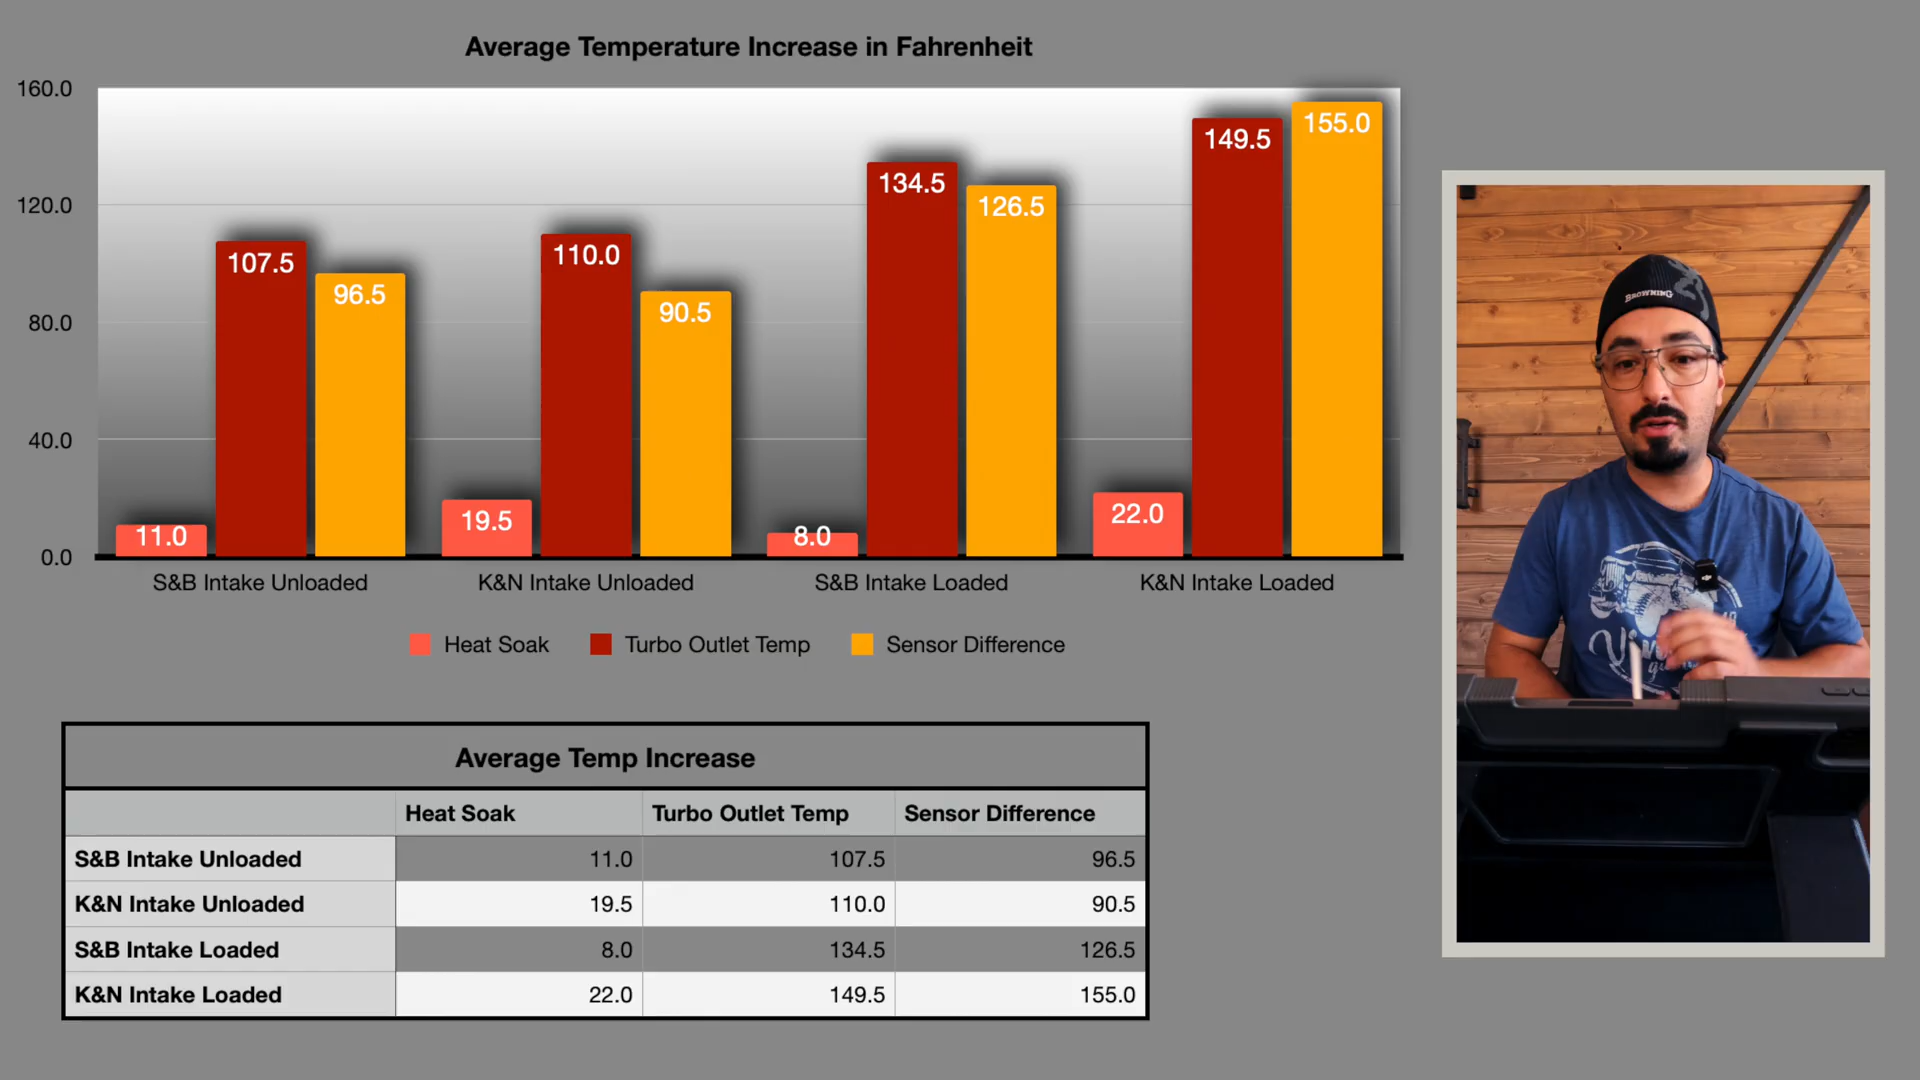 Average Temperature Increase in Fahrenheit
160.0
120.0
80.0
40.0
0.0
11.0
107.5
96.5
19.5
110.0
90.5
8.0
134.5
126.5
22.0
149.5
155.0
S&B Intake Unloaded
K&N Intake Unloaded
S&B Intake Loaded
K&N Intake Loaded
Heat Soak
Turbo Outlet Temp
Sensor Difference
Average Temp Increase
Heat Soak Turbo Outlet Temp Sensor Difference
S&B Intake Unloaded 11.0 107.5 96.5
K&N Intake Unloaded 19.5 110.0 90.5
S&B Intake Loaded 8.0 134.5 126.5
K&N Intake Loaded 22.0 149.5 155.0
BROWNING